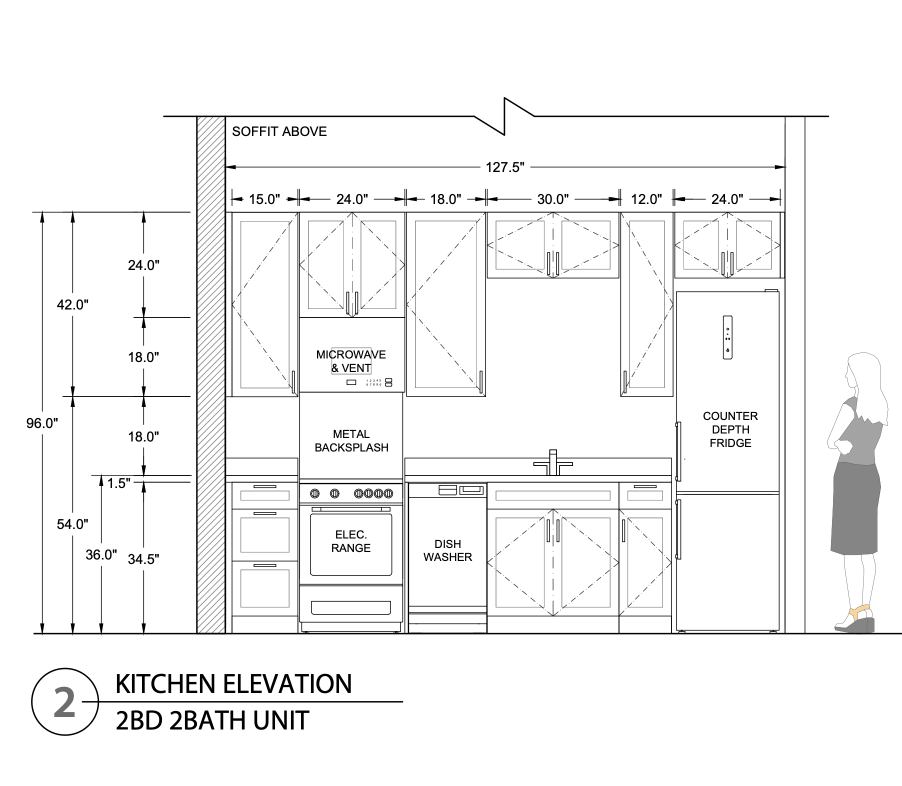 SOFFIT ABOVE
127.5"
15.0" 24.0" 18.0" 30.0" 12.0" 24.0"
24.0"
42.0"
18.0"
MICROWAVE
& VENT
96.0"
18.0"
METAL
BACKSPLASH
COUNTER
DEPTH
FRIDGE
1.5"
54.0"
36.0"
34.5"
ELEC.
RANGE
DISH
WASHER
2
KITCHEN ELEVATION
2BD 2BATH UNIT